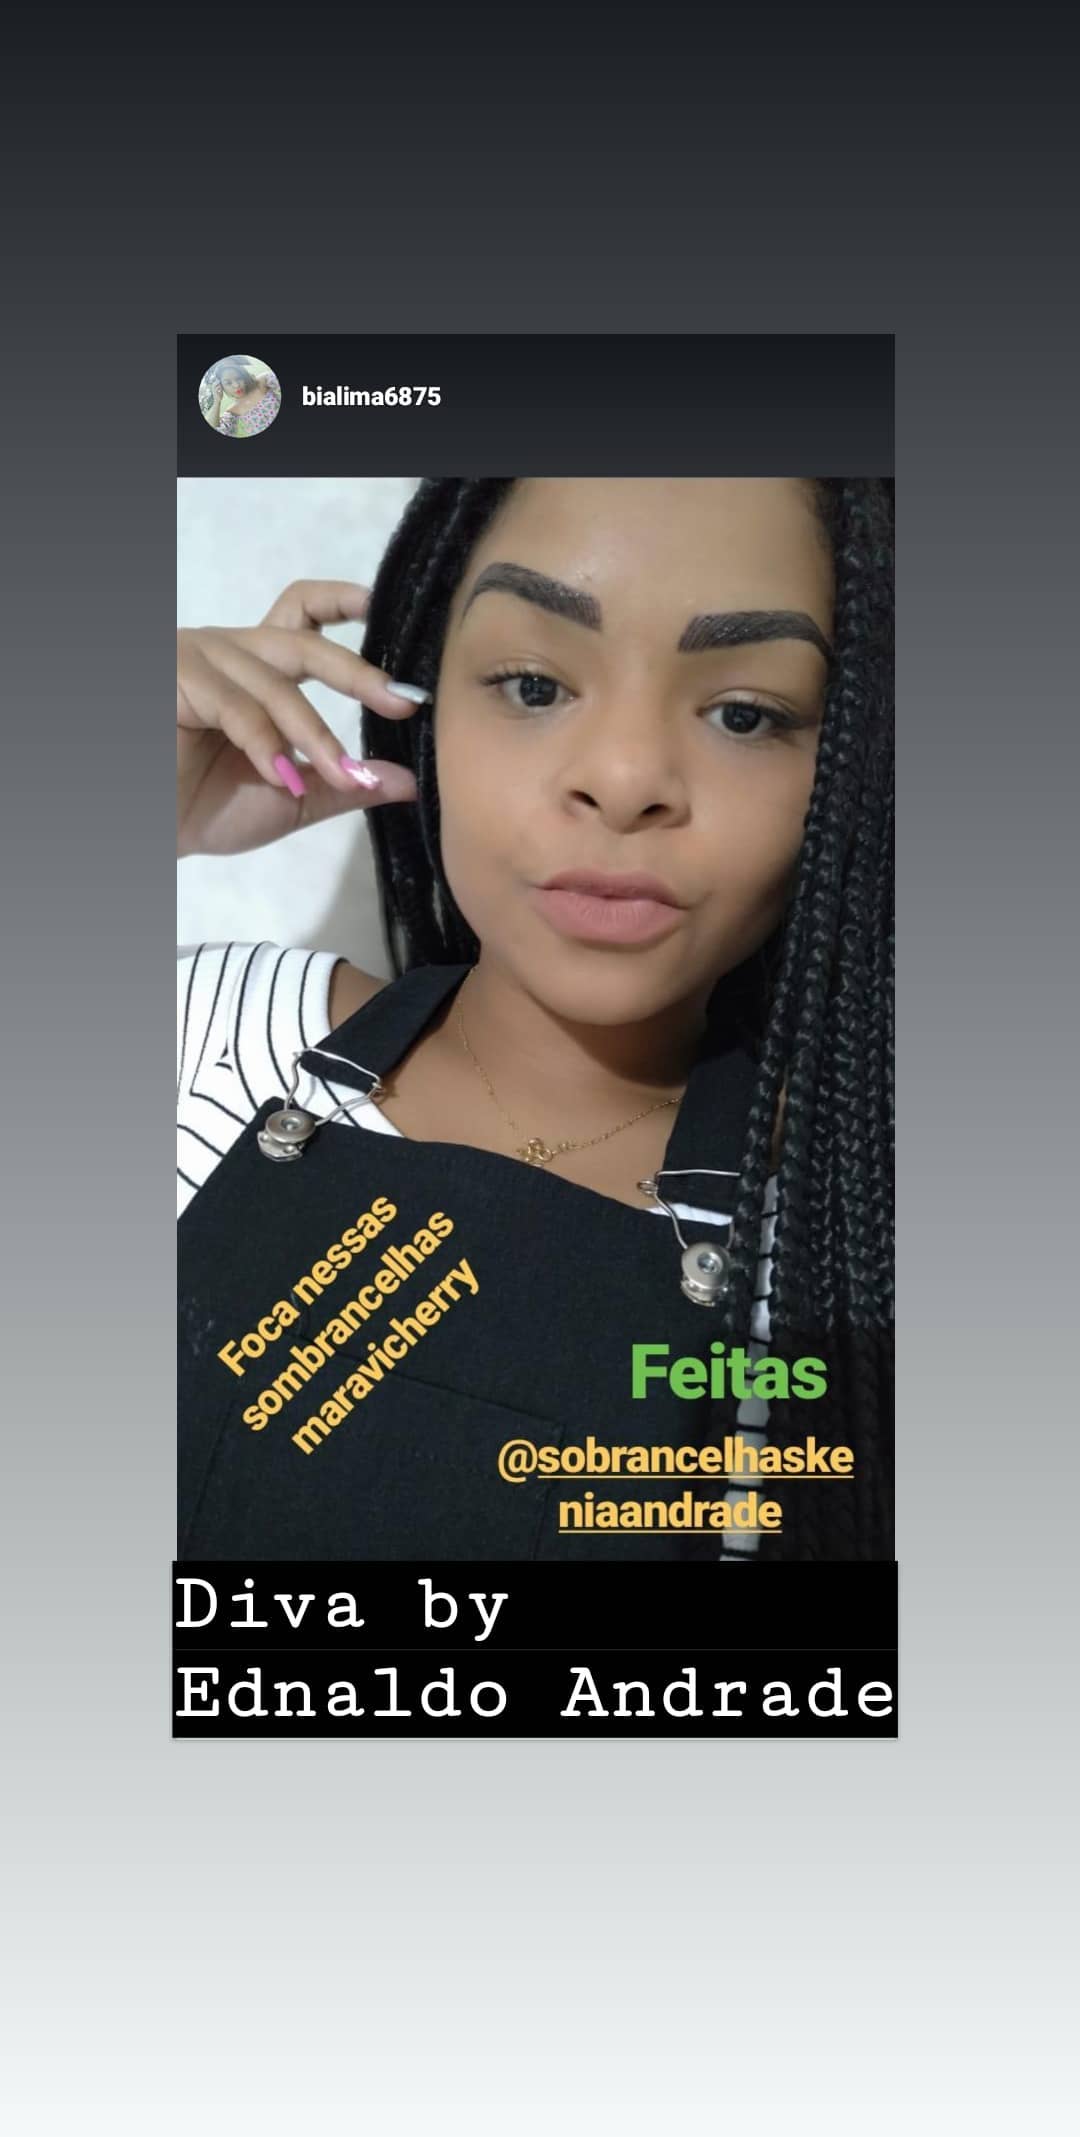 bialima6875
Foca nessas
sombrancelhas
maravicherry
Feitas
@sobrancelhaske
niaandrade
Diva by
Ednaldo Andrade